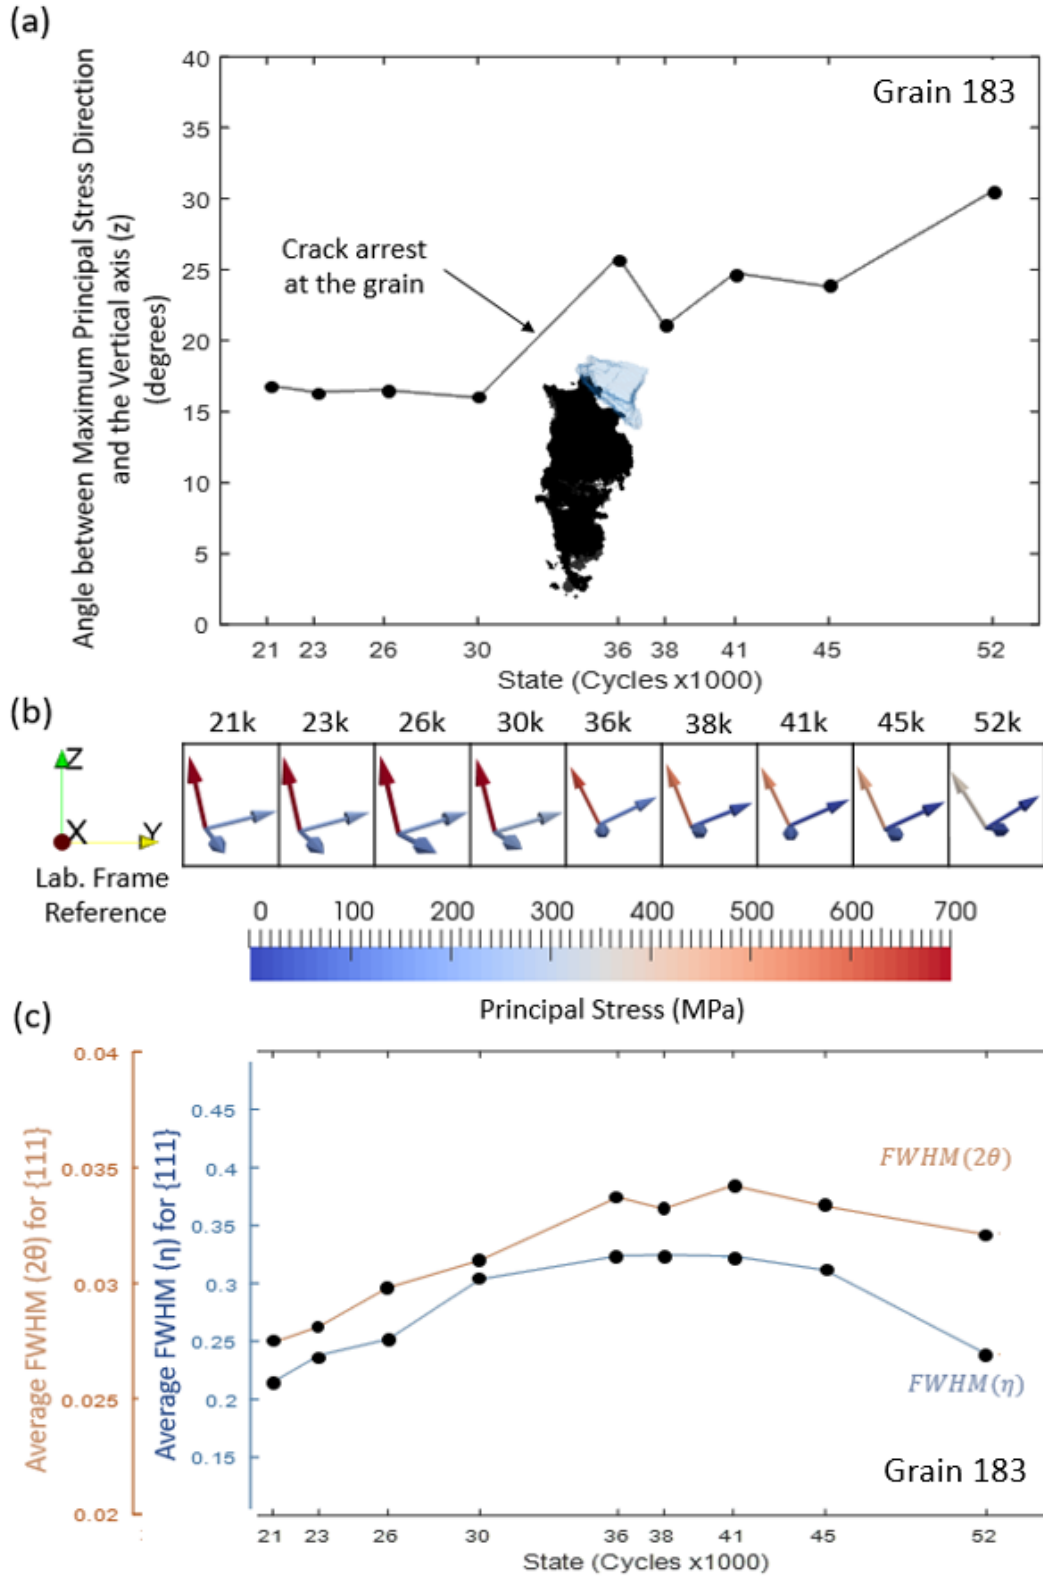 (a)
Angle between Maximum Principal Stress Direction
and the Vertical axis (z)
(degrees)
40
35
30
25
20
15
10
5
0
Grain 183
Crack arrest
at the grain
21 23 26 30 36 38 41 45 52
State (Cycles x1000)
(b)
21k 23k 26k 30k 36k 38k 41k 45k 52k
Z
X
Y
Lab. Frame
Reference
0 100 200 300 400 500 600 700
Principal Stress (MPa)
(c)
Average FWHM (2θ) for {111}
0.04
0.035
0.03
0.025
0.02
Average FWHM (η) for {111}
0.45
0.4
0.35
0.3
0.25
0.2
0.15
FWHM(2θ)
FWHM(η)
Grain 183
21 23 26 30 36 38 41 45 52
State (Cycles x1000)